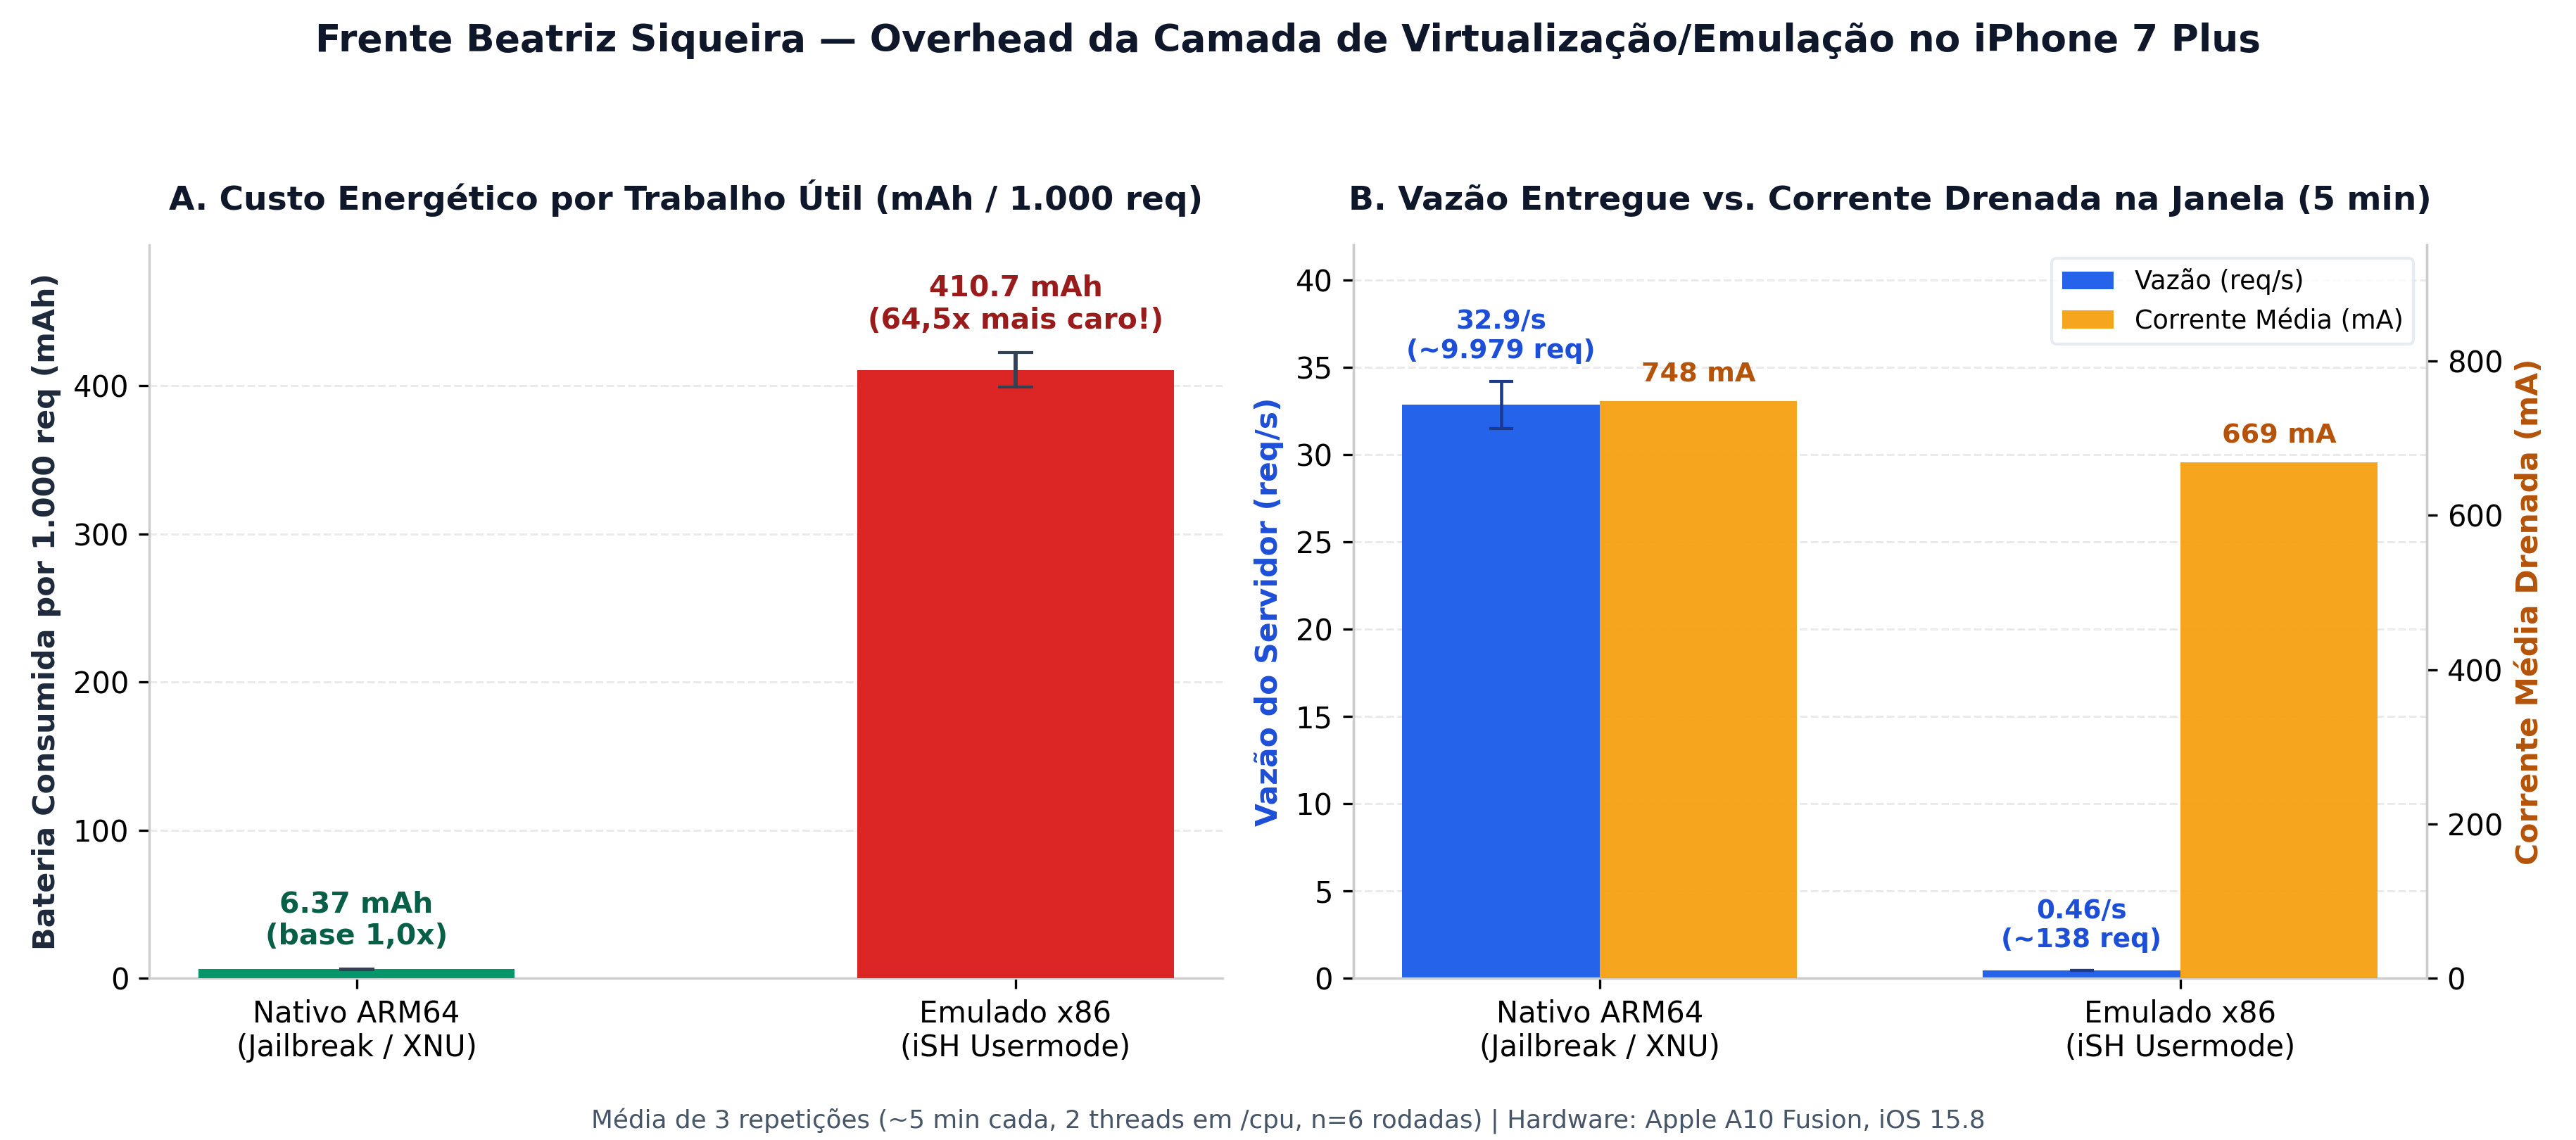 Frente Beatriz Siqueira — Overhead da Camada de Virtualização/Emulação no iPhone 7 Plus
A. Custo Energético por Trabalho Útil (mAh / 1.000 req)
Bateria Consumida por 1.000 req (mAh)
400
300
200
100
0
410.7 mAh
(64,5x mais caro!)
6.37 mAh
(base 1,0x)
Nativo ARM64
(Jailbreak / XNU)
Emulado x86
(iSH Usermode)
B. Vazão Entregue vs. Corrente Drenada na Janela (5 min)
Vazão do Servidor (req/s)
40
35
30
25
20
15
10
5
0
Vazão (req/s)
Corrente Média (mA)
32.9/s
(~9.979 req)
748 mA
669 mA
0.46/s
(~138 req)
800
600
400
200
0
Corrente Média Drenada (mA)
Nativo ARM64
(Jailbreak / XNU)
Emulado x86
(iSH Usermode)
Média de 3 repetições (~5 min cada, 2 threads em /cpu, n=6 rodadas) | Hardware: Apple A10 Fusion, iOS 15.8